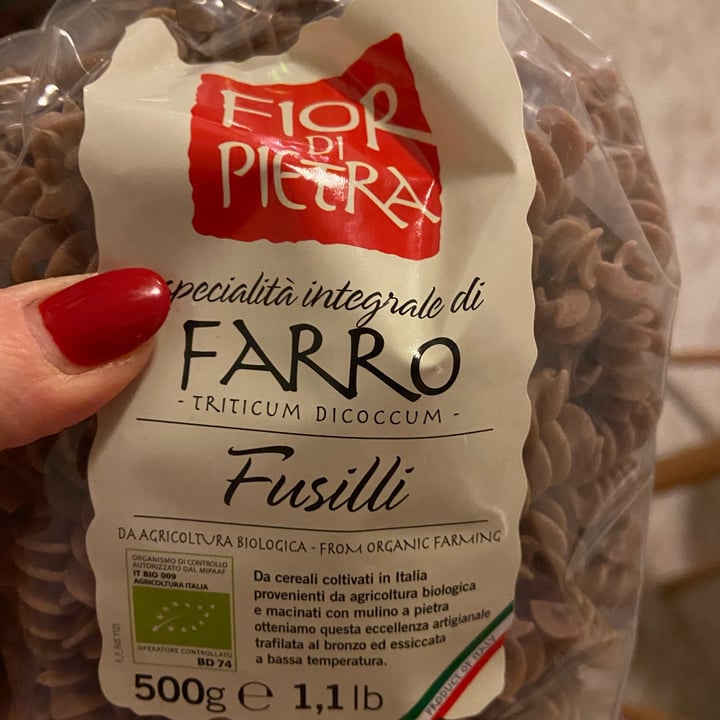 FIOR
DI
PIETRA
specialità integrale di
FARRO
- TRITICUM DICOCCUM -
Fusilli
DA AGRICOLTURA BIOLOGICA - FROM ORGANIC FARMING
ORGANISMO DI CONTROLLO
AUTORIZZATO DAL MIPAAF
IT BIO 009
AGRICOLTURA ITALIA
OPERATORE CONTROLLATO
BD 74
Da cereali coltivati in Italia
provenienti da agricoltura biologica
e macinati con mulino a pietra
otteniamo questa eccellenza artigianale
trafilata al bronzo ed essiccata
a bassa temperatura.
500g e 1,1 lb
PRODUCT OF ITALY